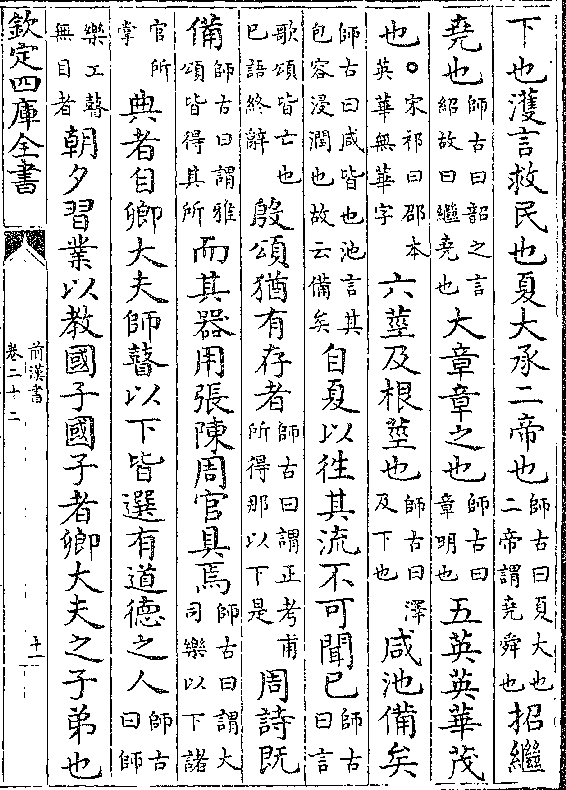 下也濩言救民也夏大承二帝也師古曰夏大也二帝謂堯舜也招繼
堯也師古曰韶之言紹故曰繼堯也大章章之也師古曰章明也五英英華茂
也英華無華字○宋祁曰邵本六莖及根莖也師古曰澤及下也咸池備矣
師古曰咸皆也池言其包容浸潤也故云備矣自夏以徃其流不可聞已師古曰言
歌頌皆亡也已語終辭殷頌猶有存者師古曰謂正考甫所得那以下是周詩既
備師古曰謂雅頌皆得其所而其器用張陳周官具焉師古曰謂大司樂以下諸
官所掌典者自卿大夫師瞽以下皆選有道德之人師古曰師
樂工瞽無目者朝夕習業以教國子國子者卿大夫之子弟也
欽定四庫全書
前漢書
卷二十二
十一